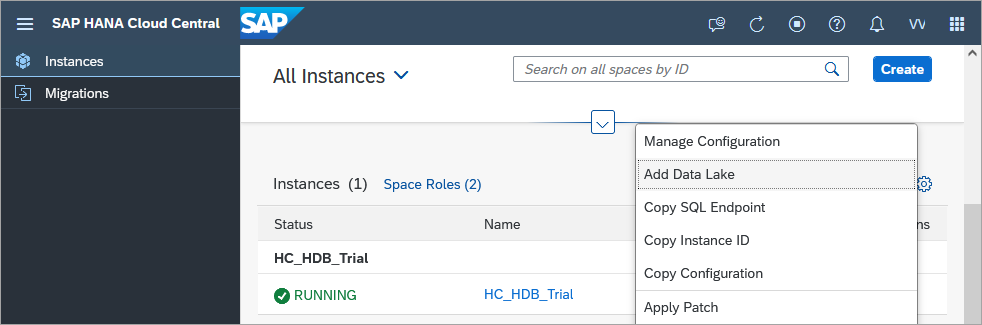 SAP HANA Cloud Central
SAP
VV
Instances
Migrations
All Instances
Search on all spaces by ID
Create
Instances (1)
Space Roles (2)
Status
Name
HC_HDB_Trial
RUNNING
HC_HDB_Trial
Manage Configuration
Add Data Lake
Copy SQL Endpoint
Copy Instance ID
Copy Configuration
Apply Patch